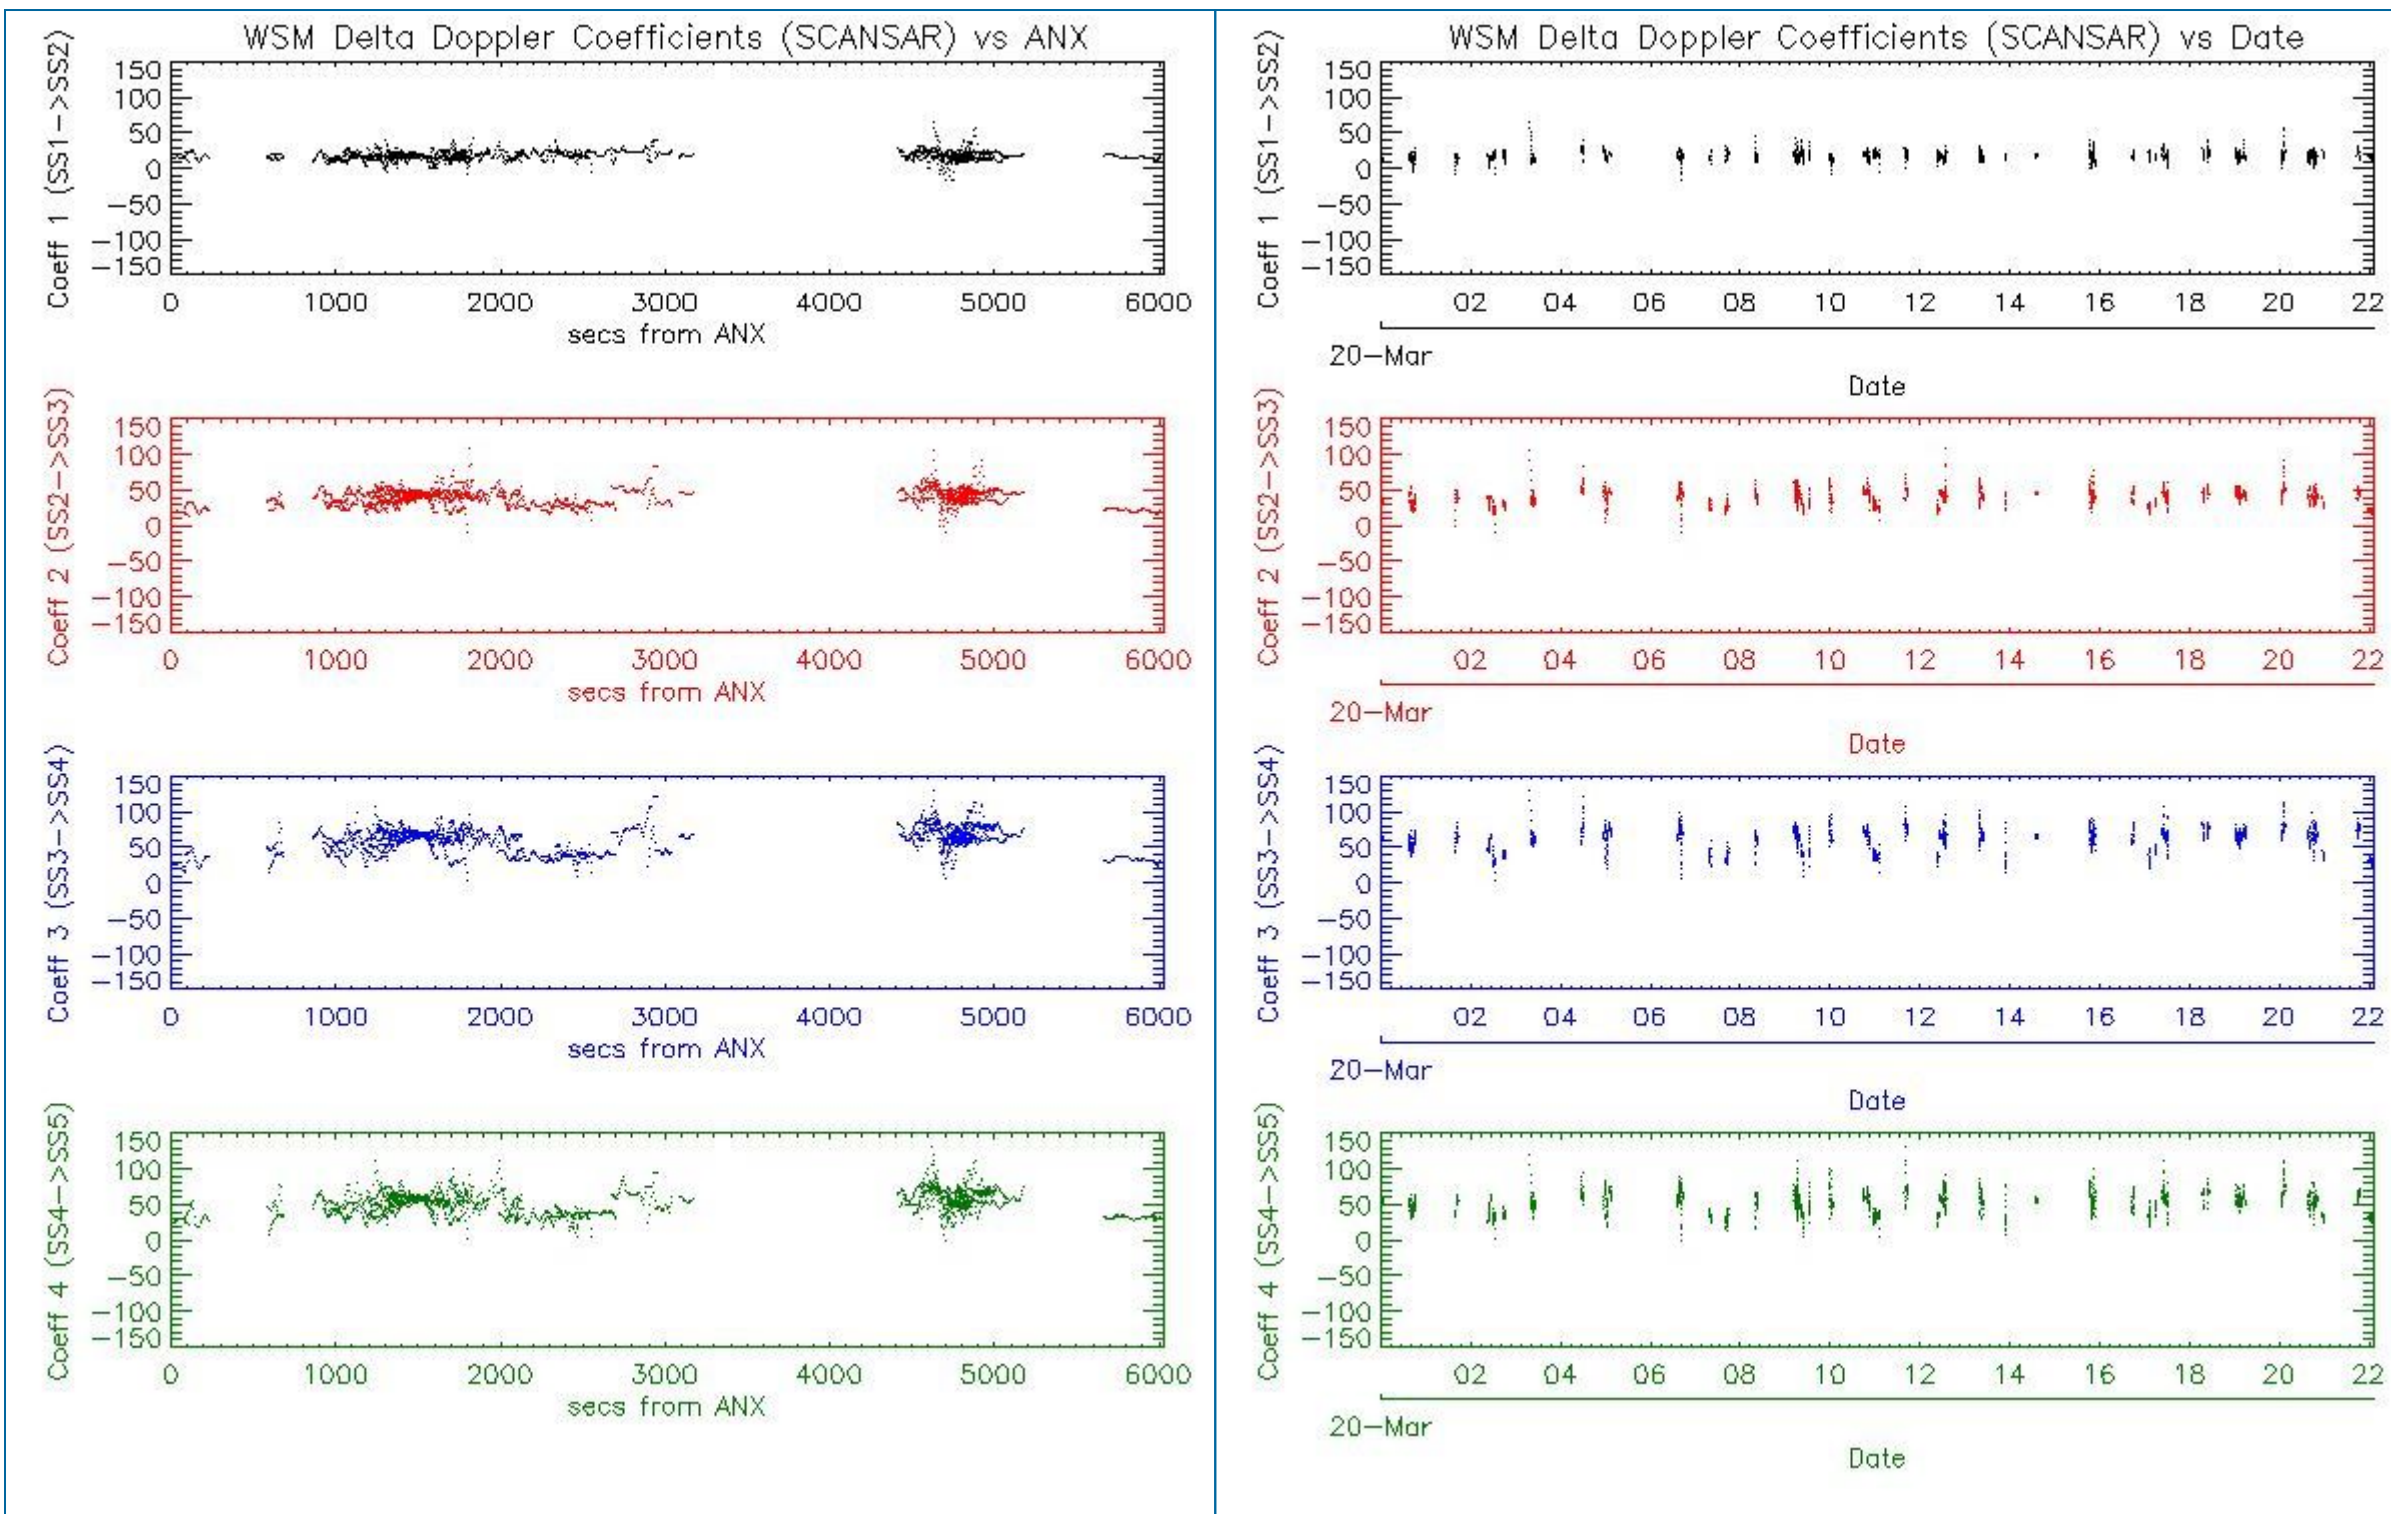 WSM Delta Doppler Coefficients (SCANSAR) vs ANX
Coeff 1 (SS1->SS2)
150
100
50
0
-50
-100
-150
0 1000 2000 3000 4000 5000 6000
secs from ANX
Coeff 2 (SS2->SS3)
150
100
50
0
-50
-100
-150
0 1000 2000 3000 4000 5000 6000
secs from ANX
Coeff 3 (SS3->SS4)
150
100
50
0
-50
-100
-150
0 1000 2000 3000 4000 5000 6000
secs from ANX
Coeff 4 (SS4->SS5)
150
100
50
0
-50
-100
-150
0 1000 2000 3000 4000 5000 6000
secs from ANX
WSM Delta Doppler Coefficients (SCANSAR) vs Date
Coeff 1 (SS1->SS2)
150
100
50
0
-50
-100
-150
02 04 06 08 10 12 14 16 18 20 22
20-Mar
Date
Coeff 2 (SS2->SS3)
150
100
50
0
-50
-100
-150
02 04 06 08 10 12 14 16 18 20 22
20-Mar
Date
Coeff 3 (SS3->SS4)
150
100
50
0
-50
-100
-150
02 04 06 08 10 12 14 16 18 20 22
20-Mar
Date
Coeff 4 (SS4->SS5)
150
100
50
0
-50
-100
-150
02 04 06 08 10 12 14 16 18 20 22
20-Mar
Date